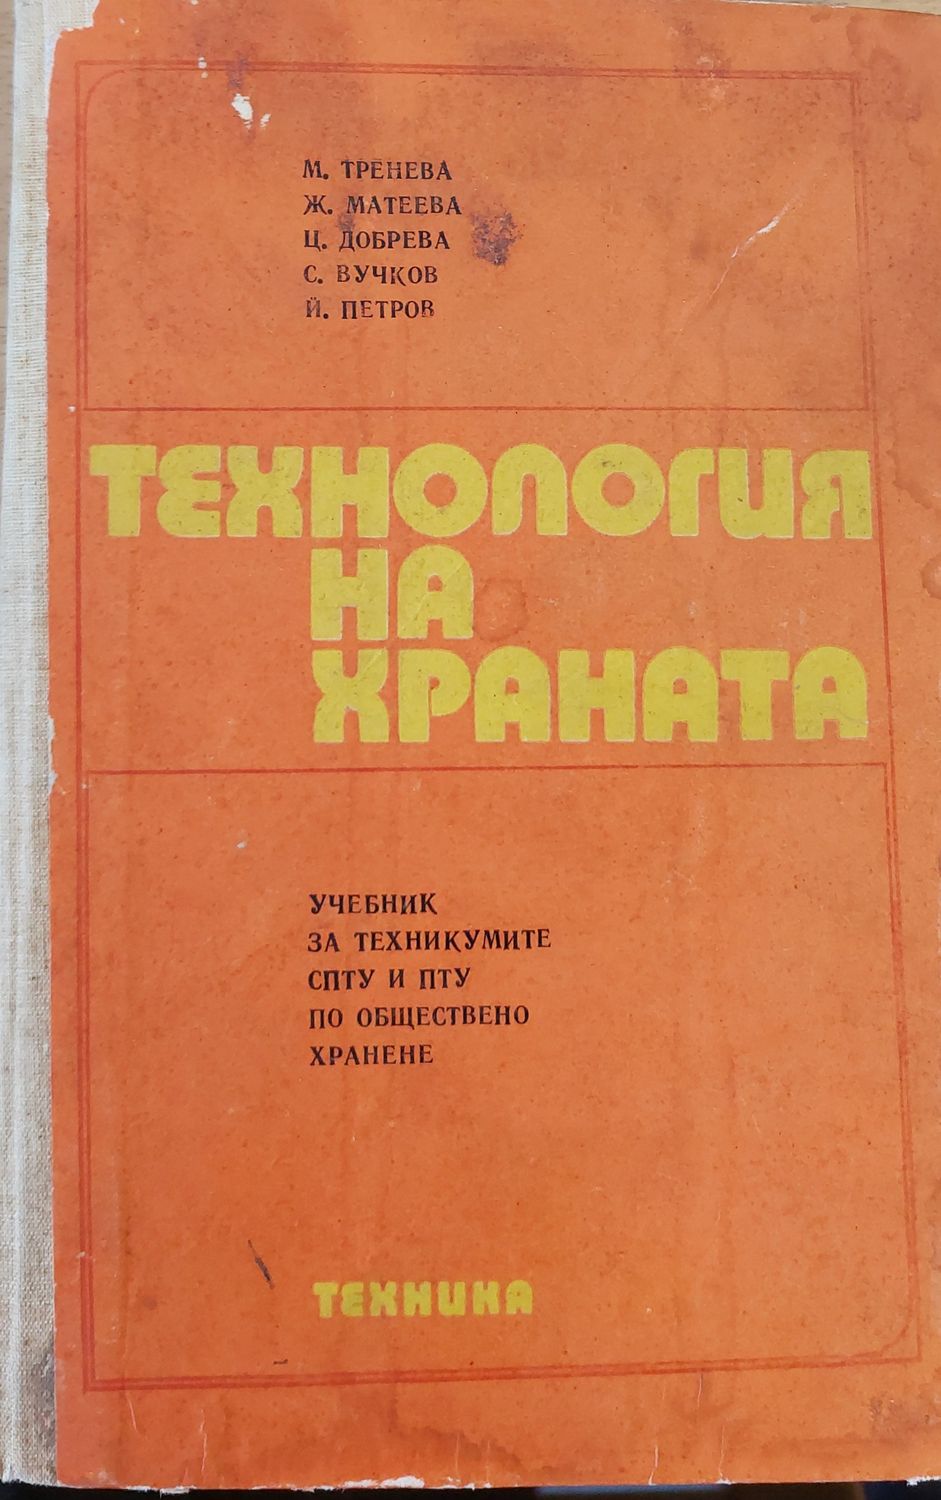 М. ТРЕНЕВА
Ж. МАТЕЕВА
Ц. ДОБРЕВА
С. ВУЧКОВ
Й. ПЕТРОВ
ТЕХНОЛОГИЯ
НА
ХРАНАТА
УЧЕБНИК
ЗА ТЕХНИКУМИТЕ
СПТУ И ПТУ
ПО ОБЩЕСТВЕНО
ХРАНЕНЕ
ТЕХНИКА